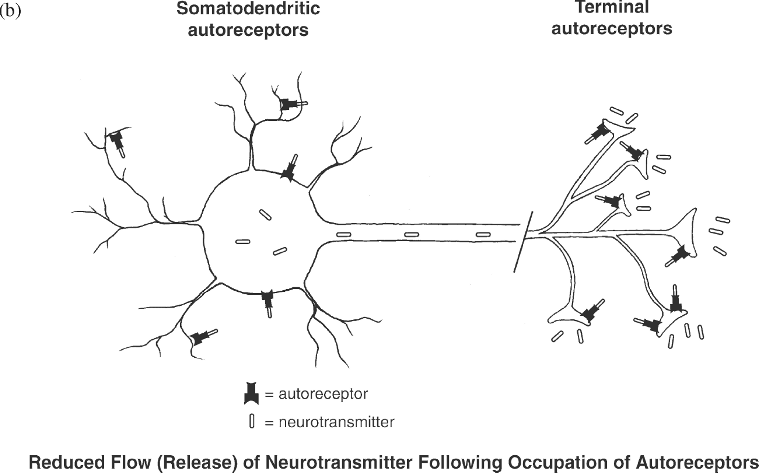 (b)
Somatodendritic
autoreceptors
Terminal
autoreceptors
= autoreceptor
= neurotransmitter
Reduced Flow (Release) of Neurotransmitter Following Occupation of Autoreceptors